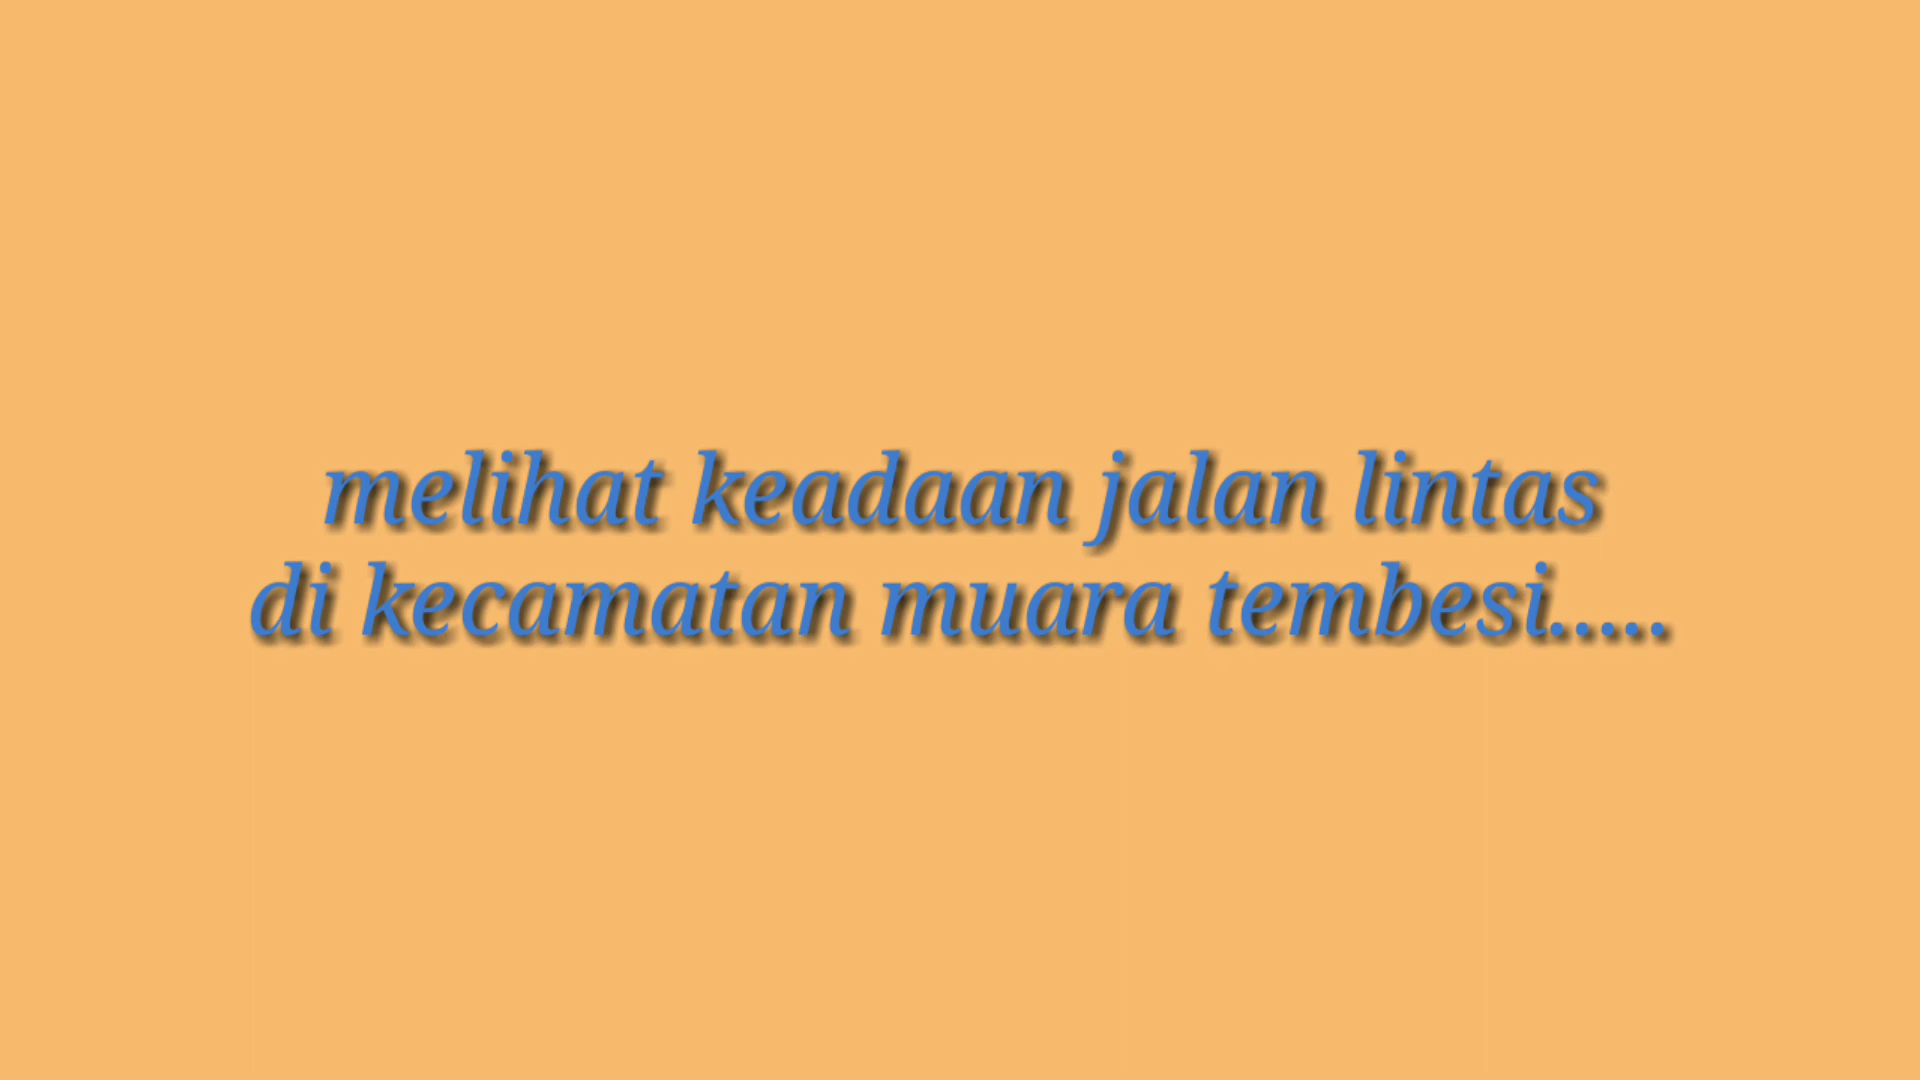 melihat keadaan jalan lintas
di kecamatan muara tembesi.....